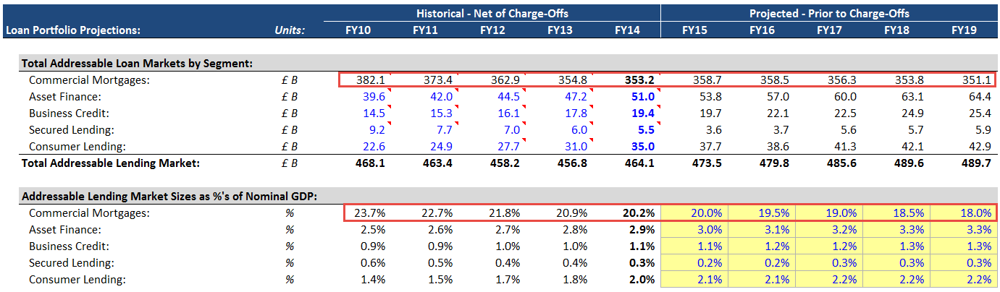 Historical - Net of Charge-Offs Projected - Prior to Charge-Offs
Loan Portfolio Projections: Units: FY10 FY11 FY12 FY13 FY14 FY15 FY16 FY17 FY18 FY19
Total Addressable Loan Markets by Segment:
Commercial Mortgages: £ B 382.1 373.4 362.9 354.8 353.2 358.7 358.5 356.3 353.8 351.1
Asset Finance: £ B 39.6 42.0 44.5 47.2 51.0 53.8 57.0 60.0 63.1 64.4
Business Credit: £ B 14.5 15.3 16.1 17.8 19.4 19.7 22.1 22.5 24.9 25.4
Secured Lending: £ B 9.2 7.7 7.0 6.0 5.5 3.6 3.7 5.6 5.7 5.9
Consumer Lending: £ B 22.6 24.9 27.7 31.0 35.0 37.7 38.6 41.3 42.1 42.9
Total Addressable Lending Market: £ B 468.1 463.4 458.2 456.8 464.1 473.5 479.8 485.6 489.6 489.7
Addressable Lending Market Sizes as %'s of Nominal GDP:
Commercial Mortgages: % 23.7% 22.7% 21.8% 20.9% 20.2% 20.0% 19.5% 19.0% 18.5% 18.0%
Asset Finance: % 2.5% 2.6% 2.7% 2.8% 2.9% 3.0% 3.1% 3.2% 3.3% 3.3%
Business Credit: % 0.9% 0.9% 1.0% 1.0% 1.1% 1.1% 1.2% 1.2% 1.3% 1.3%
Secured Lending: % 0.6% 0.5% 0.4% 0.4% 0.3% 0.2% 0.2% 0.3% 0.3% 0.3%
Consumer Lending: % 1.4% 1.5% 1.7% 1.8% 2.0% 2.1% 2.1% 2.2% 2.2% 2.2%